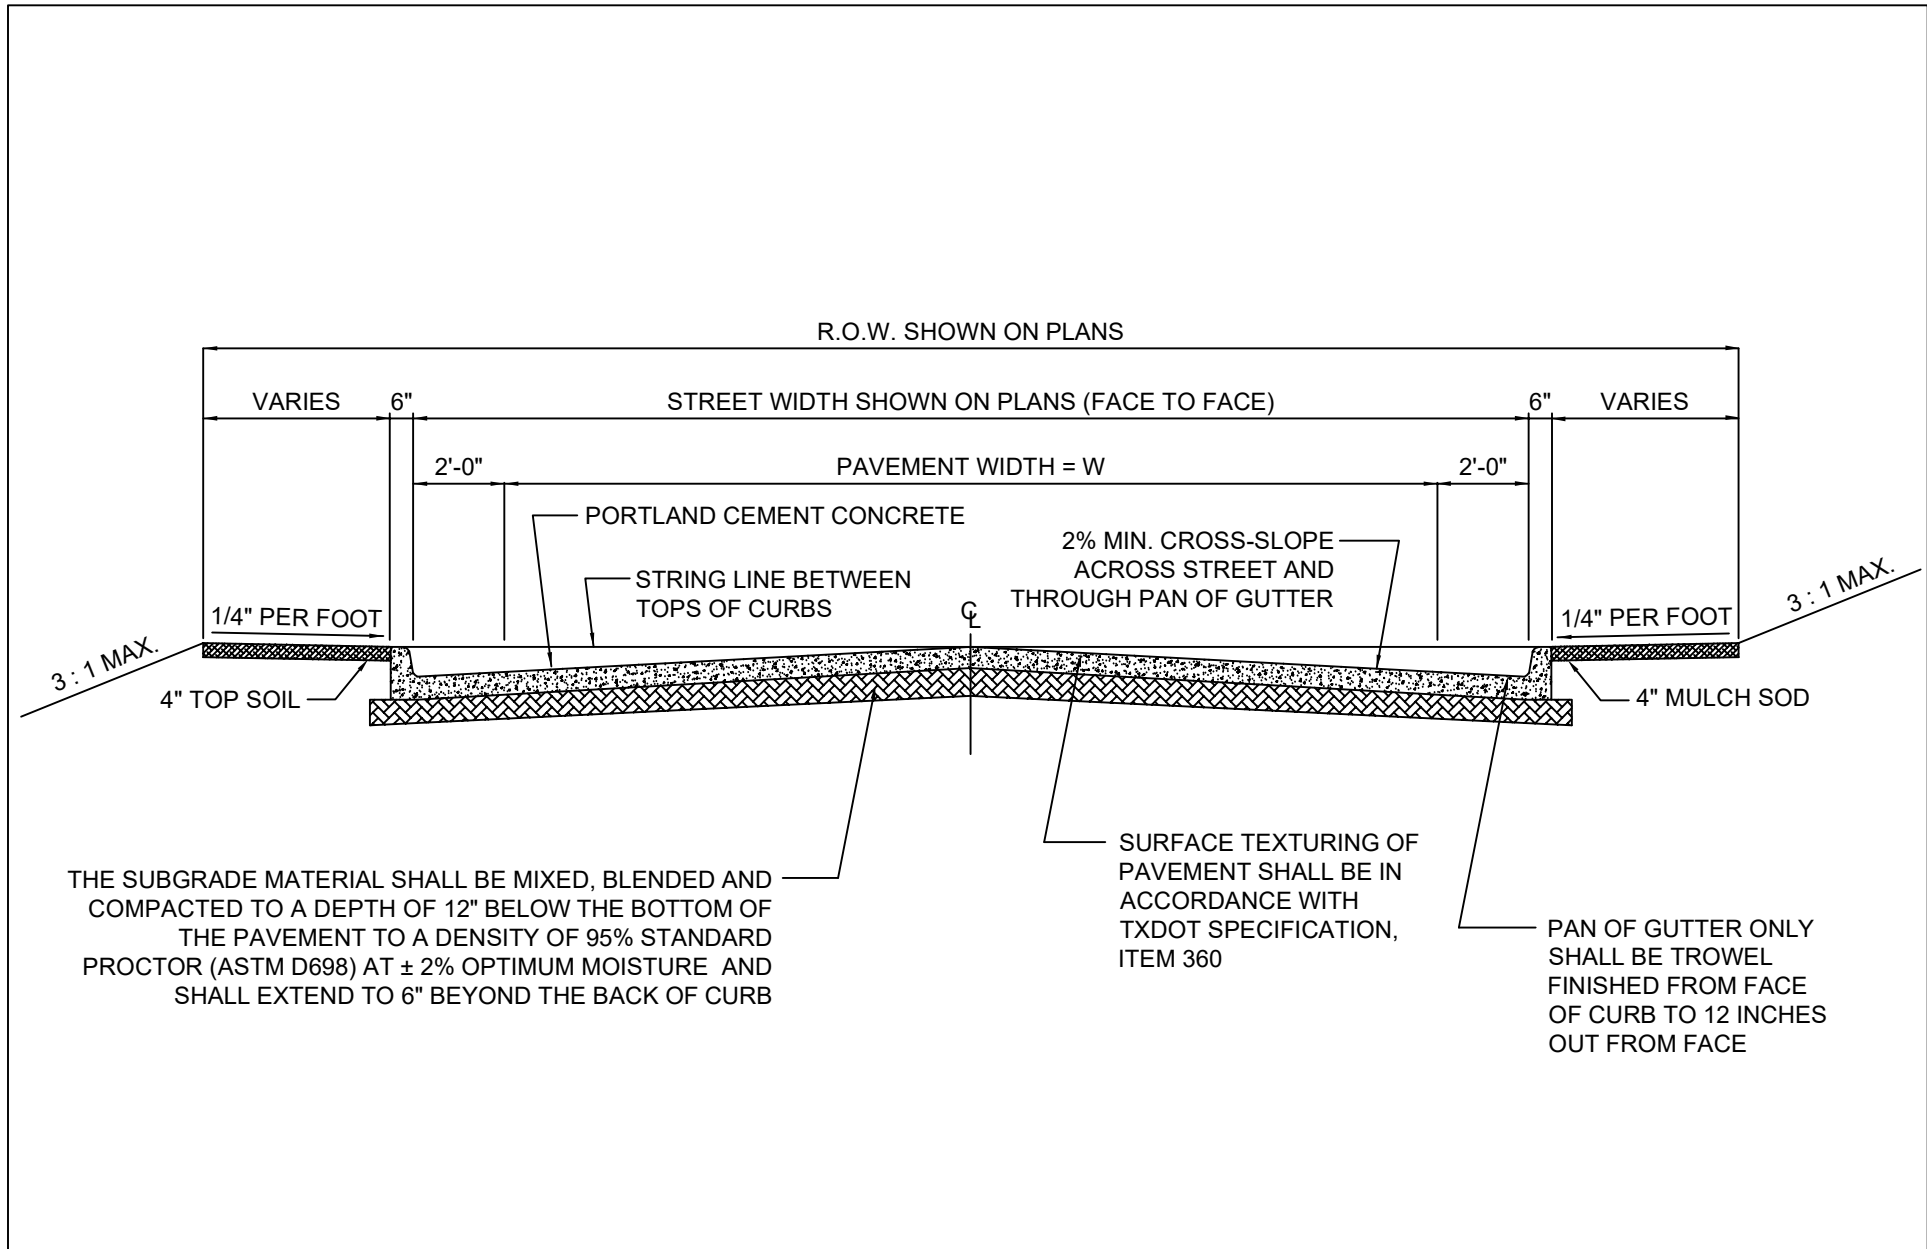 R.O.W. SHOWN ON PLANS
VARIES
6"
STREET WIDTH SHOWN ON PLANS (FACE TO FACE)
6"
VARIES
2'-0"
PAVEMENT WIDTH = W
2'-0"
PORTLAND CEMENT CONCRETE
2% MIN. CROSS-SLOPE
ACROSS STREET AND
THROUGH PAN OF GUTTER
STRING LINE BETWEEN
TOPS OF CURBS
℄
1/4" PER FOOT
1/4" PER FOOT
3 : 1 MAX.
3 : 1 MAX.
4" TOP SOIL
4" MULCH SOD
THE SUBGRADE MATERIAL SHALL BE MIXED, BLENDED AND
COMPACTED TO A DEPTH OF 12" BELOW THE BOTTOM OF
THE PAVEMENT TO A DENSITY OF 95% STANDARD
PROCTOR (ASTM D698) AT ± 2% OPTIMUM MOISTURE AND
SHALL EXTEND TO 6" BEYOND THE BACK OF CURB
SURFACE TEXTURING OF
PAVEMENT SHALL BE IN
ACCORDANCE WITH
TXDOT SPECIFICATION,
ITEM 360
PAN OF GUTTER ONLY
SHALL BE TROWEL
FINISHED FROM FACE
OF CURB TO 12 INCHES
OUT FROM FACE